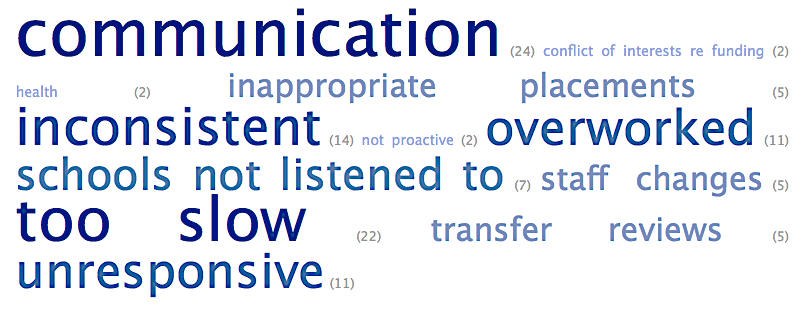 communication (24) conflict of interests re funding (2)
health (2) inappropriate placements (5)
inconsistent (14) not proactive (2) overworked (11)
schools not listened to (7) staff changes (5)
too slow (22) transfer reviews (5)
unresponsive (11)